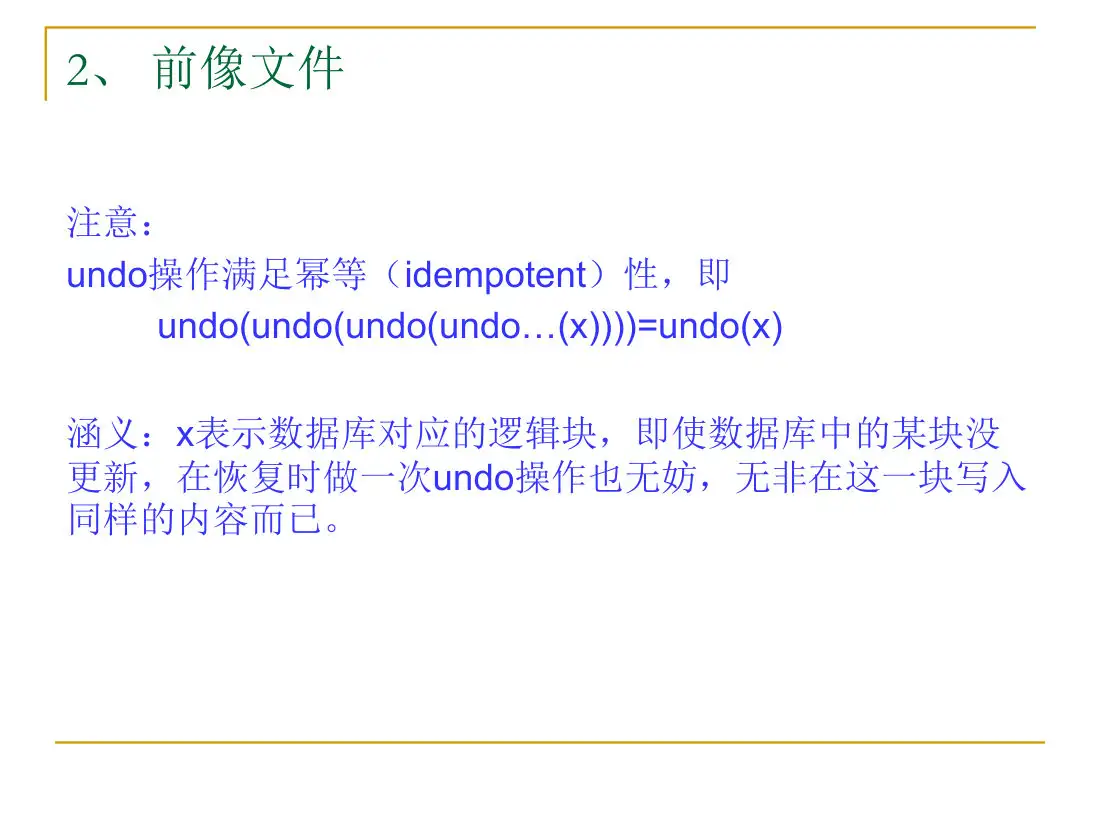 2、 前像文件
注意：
undo操作满足幂等（idempotent）性，即
undo(undo(undo(undo…(x))))=undo(x)
涵义：x表示数据库对应的逻辑块，即使数据库中的某块没
更新，在恢复时做一次undo操作也无妨，无非在这一块写入
同样的内容而已。